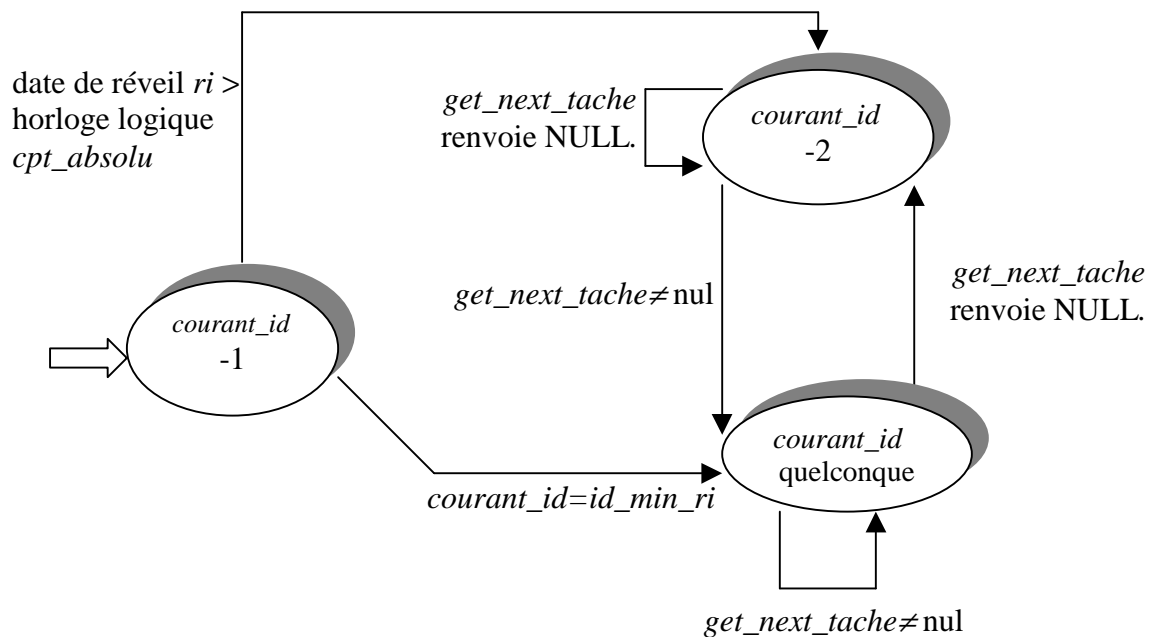 date de réveil ri >
horloge logique
cpt_absolu
get_next_tache
renvoie NULL.
courant_id
-2
get_next_tache≠nul
get_next_tache
renvoie NULL.
courant_id
-1
courant_id
quelconque
courant_id=id_min_ri
get_next_tache≠nul